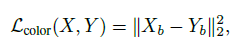 ℒ_color(X, Y) = ‖X_b − Y_b‖₂²,